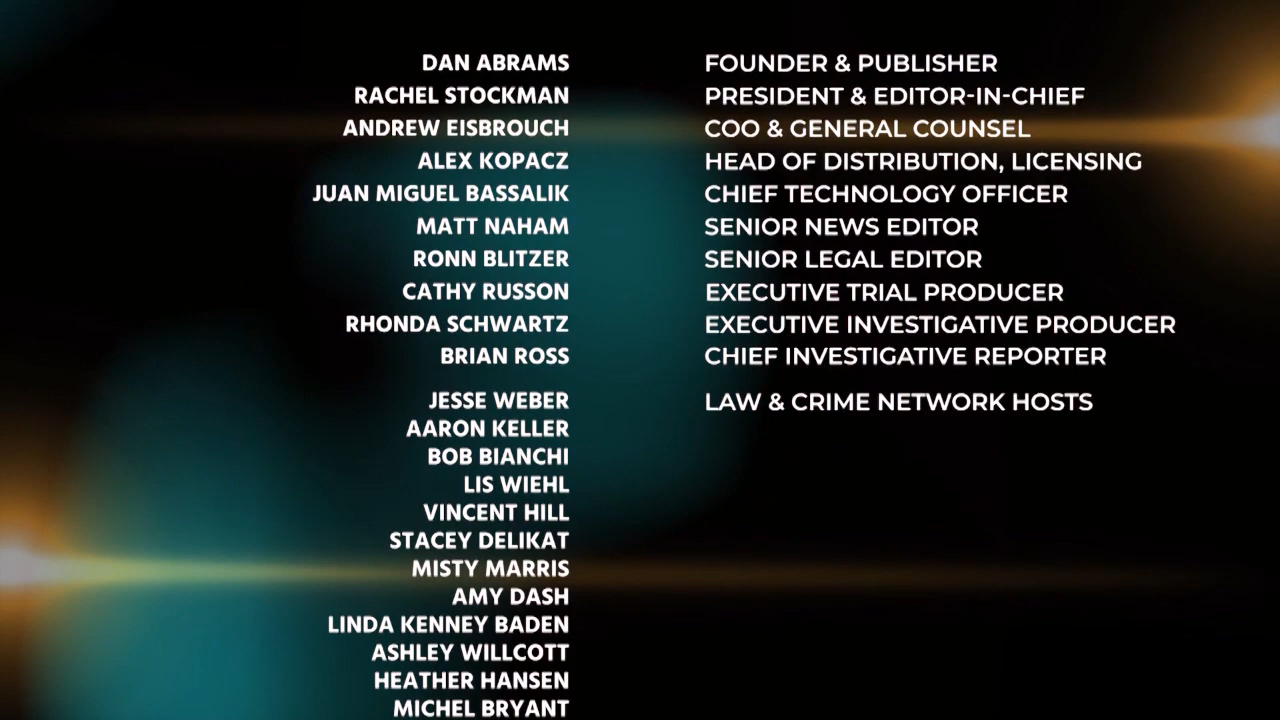 DAN ABRAMS FOUNDER & PUBLISHER
RACHEL STOCKMAN PRESIDENT & EDITOR-IN-CHIEF
ANDREW EISBROUCH COO & GENERAL COUNSEL
ALEX KOPACZ HEAD OF DISTRIBUTION, LICENSING
JUAN MIGUEL BASSALIK CHIEF TECHNOLOGY OFFICER
MATT NAHAM SENIOR NEWS EDITOR
RONN BLITZER SENIOR LEGAL EDITOR
CATHY RUSSON EXECUTIVE TRIAL PRODUCER
RHONDA SCHWARTZ EXECUTIVE INVESTIGATIVE PRODUCER
BRIAN ROSS CHIEF INVESTIGATIVE REPORTER
JESSE WEBER LAW & CRIME NETWORK HOSTS
AARON KELLER
BOB BIANCHI
LIS WIEHL
VINCENT HILL
STACEY DELIKAT
MISTY MARRIS
AMY DASH
LINDA KENNEY BADEN
ASHLEY WILLCOTT
HEATHER HANSEN
MICHEL BRYANT